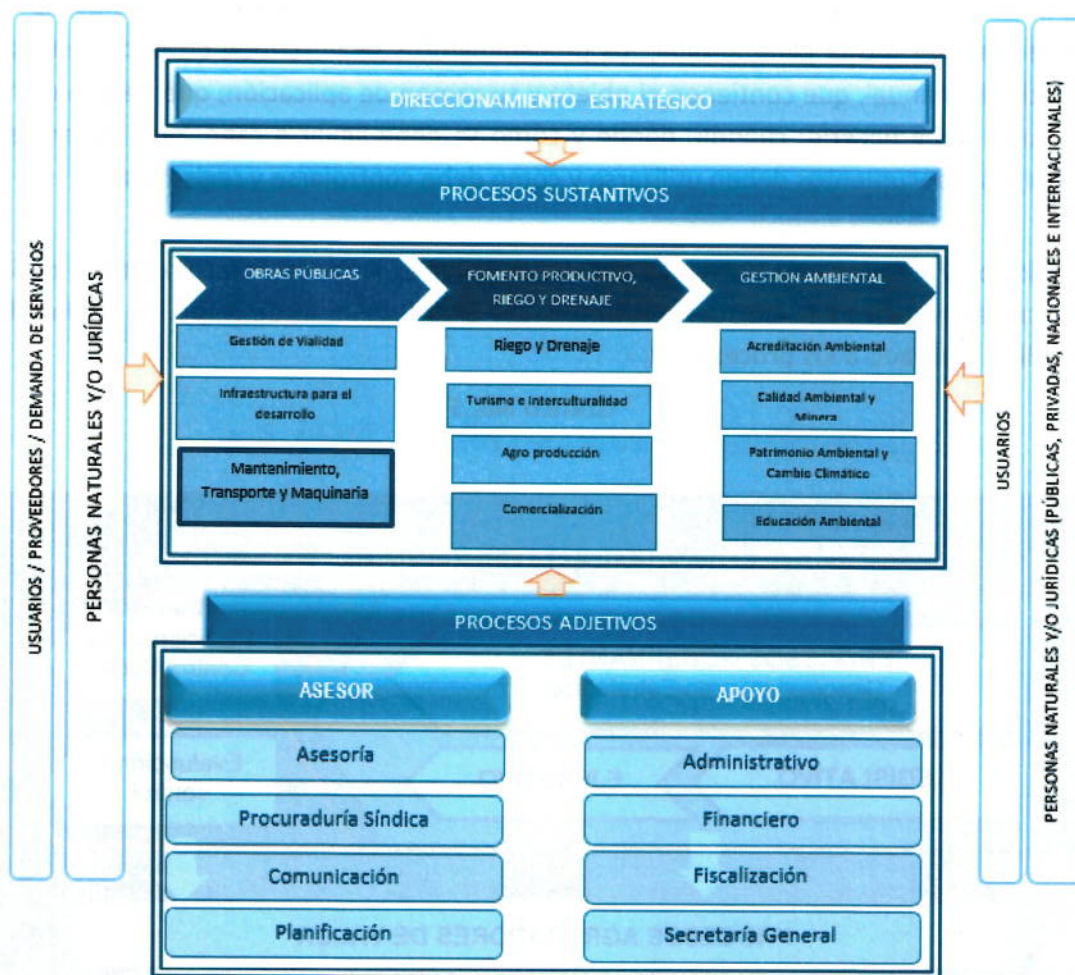 USUARIOS / PROVEEDORES / DEMANDA DE SERVICIOS
PERSONAS NATURALES Y/O JURÍDICAS
DIRECCIONAMIENTO ESTRATÉGICO
PROCESOS SUSTANTIVOS
OBRAS PÚBLICAS
Gestión de Vialidad
Infraestructura para el
desarrollo
Mantenimiento,
Transporte y Maquinaria
FOMENTO PRODUCTIVO,
RIEGO Y DRENAJE
Riego y Drenaje
Turismo e Interculturalidad
Agro producción
Comercialización
GESTION AMBIENTAL
Acreditación Ambiental
Calidad Ambiental y
Minera
Patrimonio Ambiental y
Cambio Climático
Educación Ambiental
PROCESOS ADJETIVOS
ASESOR
Asesoría
Procuraduría Síndica
Comunicación
Planificación
APOYO
Administrativo
Financiero
Fiscalización
Secretaría General
USUARIOS
PERSONAS NATURALES Y/O JURÍDICAS (PÚBLICAS, PRIVADAS, NACIONALES E INTERNACIONALES)